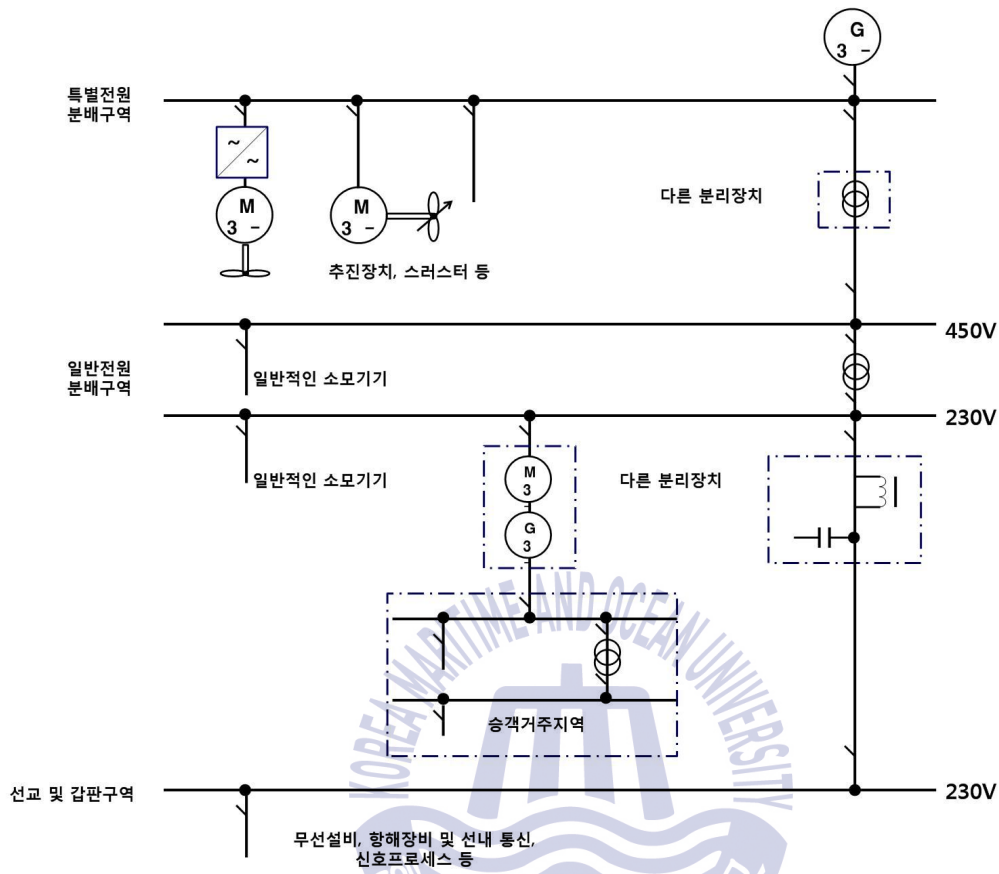 G
3 -
특별전원
분배구역
~
~
M
3 -
M
3 -
다른 분리장치
추진장치, 스러스터 등
450V
일반전원
분배구역
일반적인 소모기기
230V
일반적인 소모기기
M
3
-
G
3
-
다른 분리장치
승객거주지역
KOREA MARITIME AND OCEAN UNIVERSITY
선교 및 갑판구역
230V
무선설비, 항해장비 및 선내 통신,
신호프로세스 등